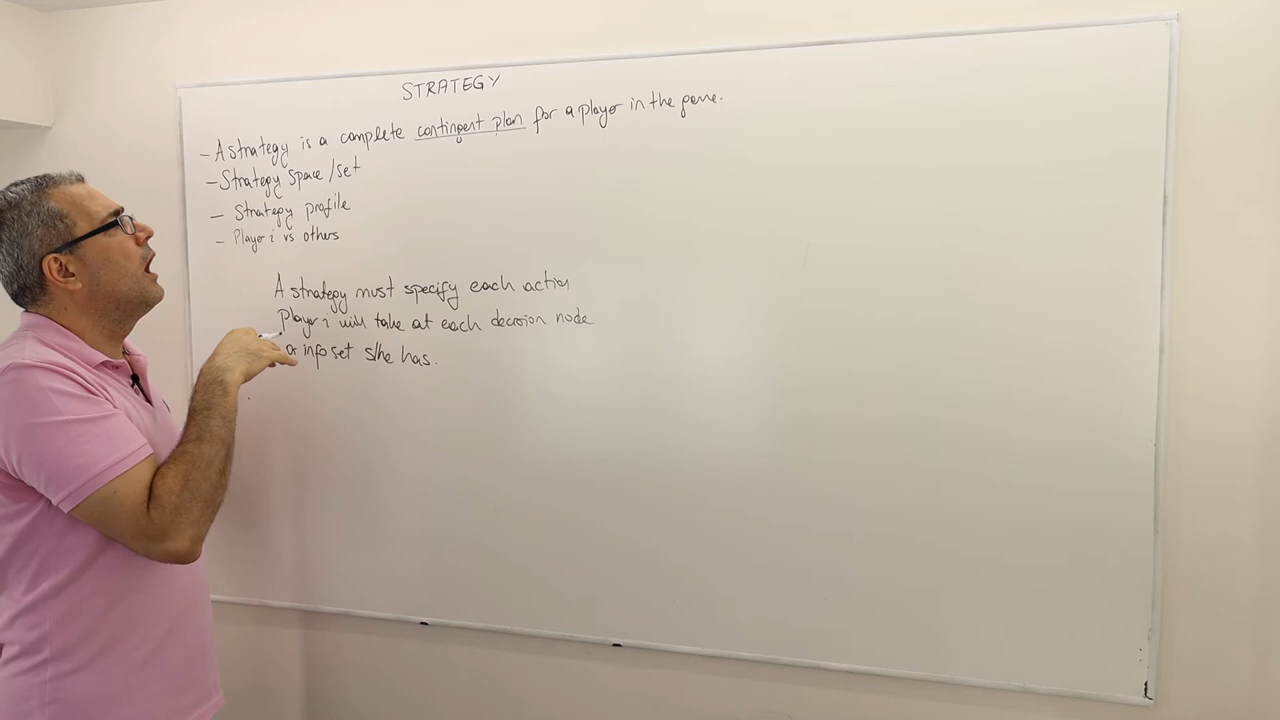 STRATEGY
- A strategy is a complete contingent plan for a player in the game.
- Strategy Space/set
- Strategy profile
- Player i vs others
A strategy must specify each action
Player i will take at each decision node
or info set s/he has.